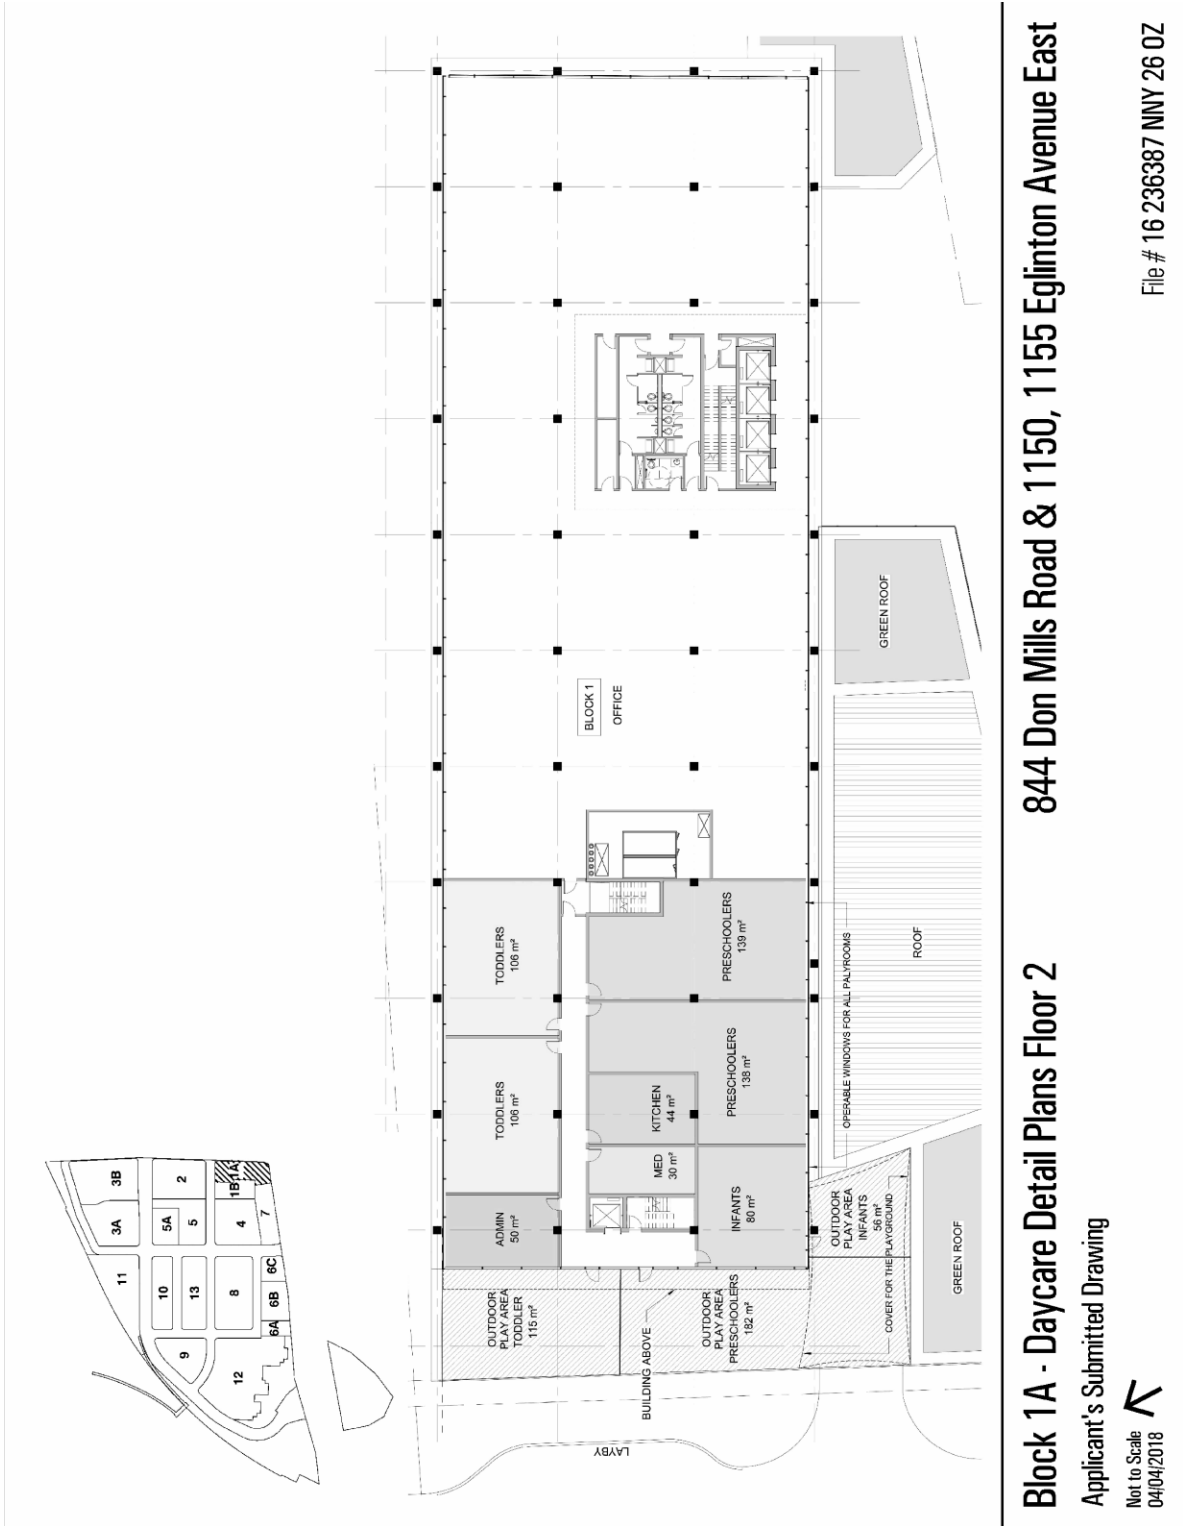 3A
3B
11
2
5A
5
1B
1A
4
7
10
13
8
6C
6B
6A
9
12
TODDLERS
106 m²
TODDLERS
106 m²
ADMIN
50 m²
PRESCHOOLERS
139 m²
PRESCHOOLERS
138 m²
KITCHEN
44 m²
MED
30 m²
INFANTS
80 m²
BLOCK 1
OFFICE
OUTDOOR
PLAY AREA
TODDLER
115 m²
OUTDOOR
PLAY AREA
PRESCHOOLERS
182 m²
OUTDOOR
PLAY AREA
INFANTS
56 m²
BUILDING ABOVE
LAYBY
COVER FOR THE PLAYGROUND
OPERABLE WINDOWS FOR ALL PALYROOMS
ROOF
GREEN ROOF
GREEN ROOF
Block 1A - Daycare Detail Plans Floor 2
844 Don Mills Road & 1150, 1155 Eglinton Avenue East
Applicant's Submitted Drawing
Not to Scale
04/04/2018
File # 16 236387 NNY 26 OZ